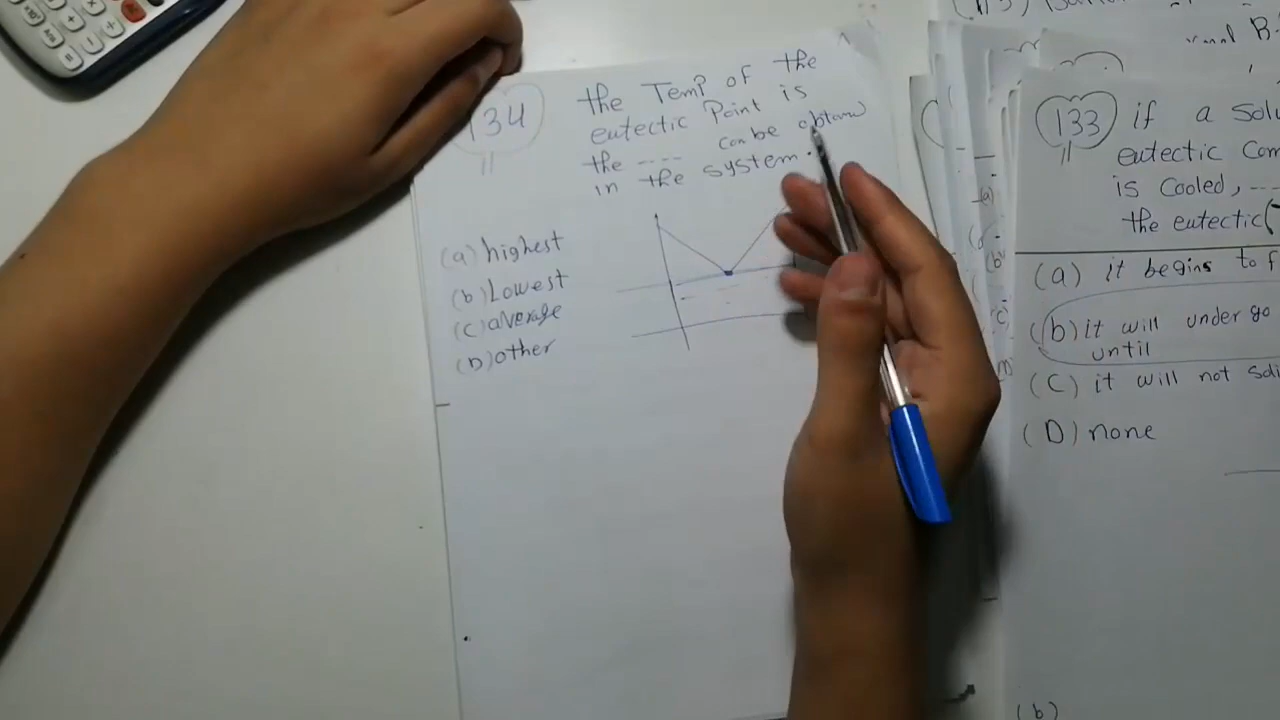 134
the Temp of the
eutectic Point is
the ---- can be obtain
in the system.
(a) highest
(b) Lowest
(c) average
(D) other
133
if a solu
eutectic Com
is Cooled, ---
the eutectic(
(a) it begins to f
(b) it will under go
until
(C) it will not soli
(D) none
(b)